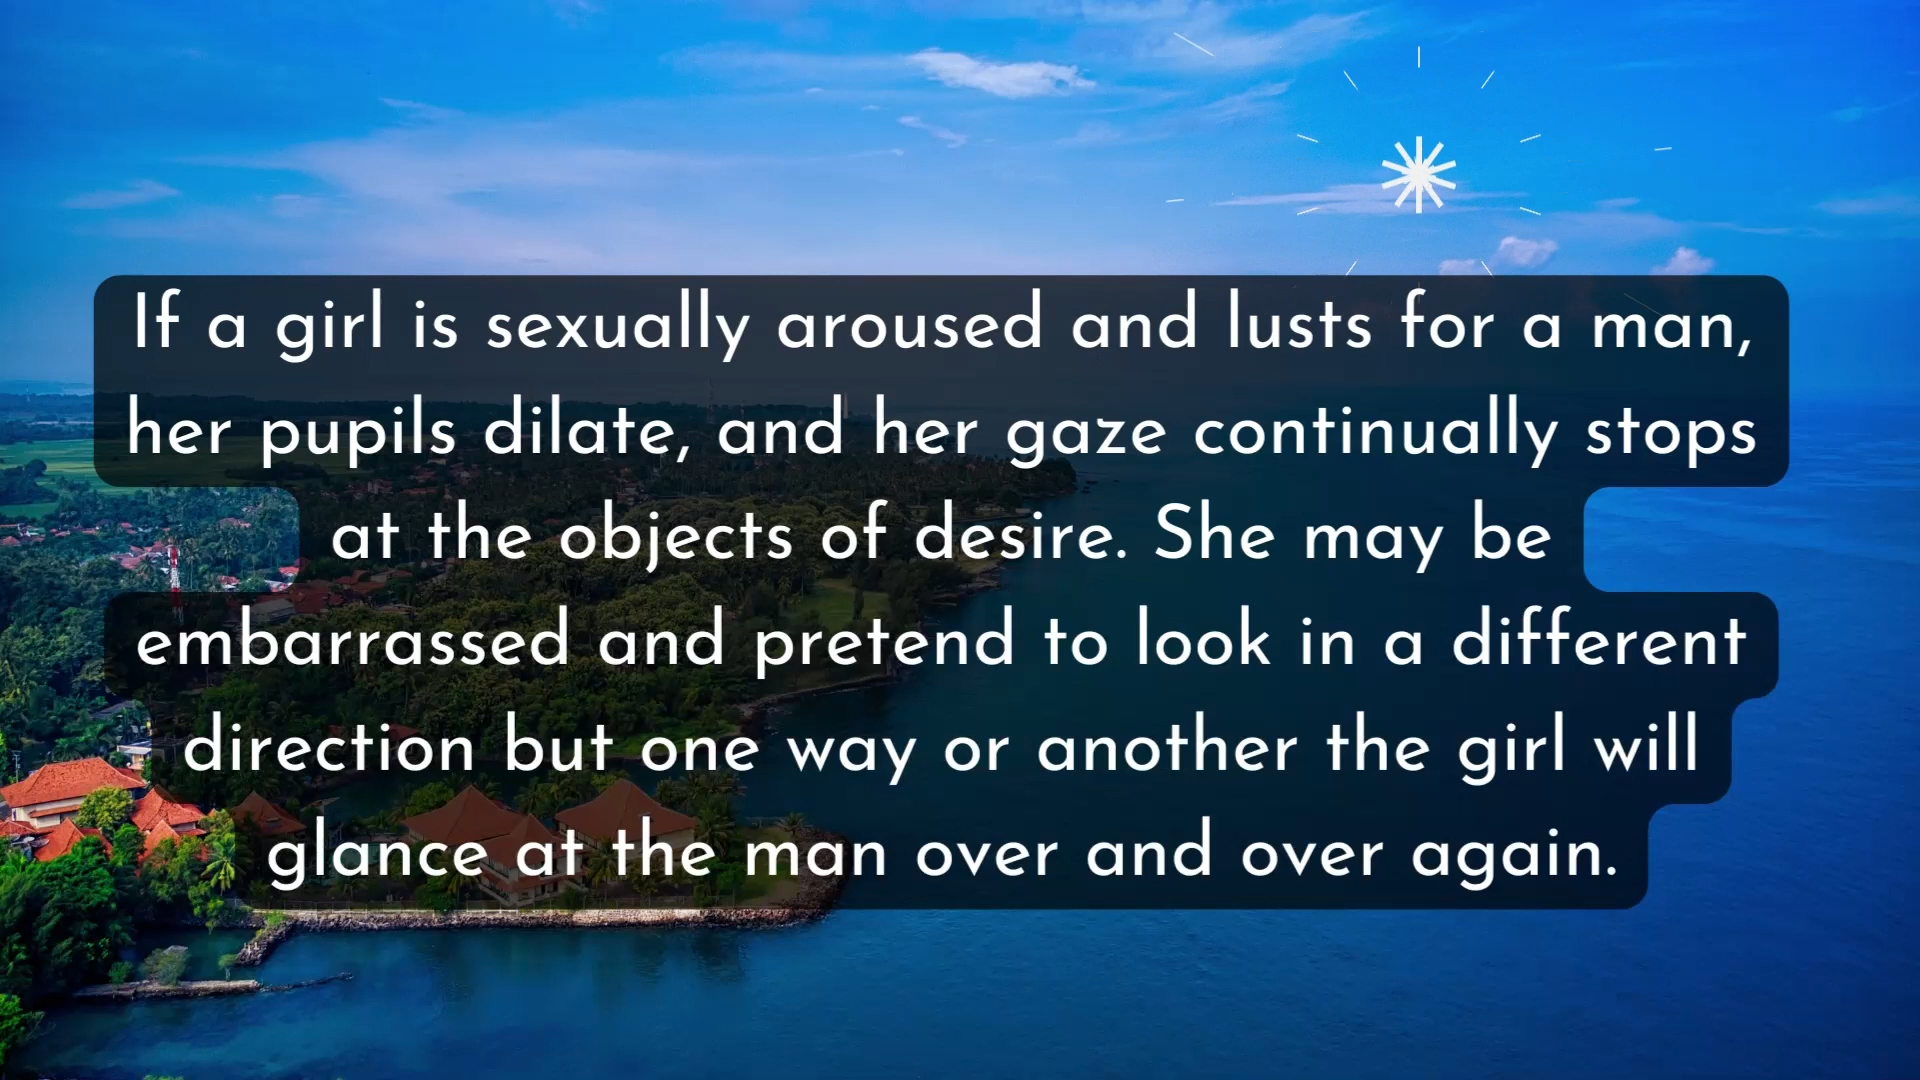 If a girl is sexually aroused and lusts for a man,
her pupils dilate, and her gaze continually stops
at the objects of desire. She may be
embarrassed and pretend to look in a different
direction but one way or another the girl will
glance at the man over and over again.